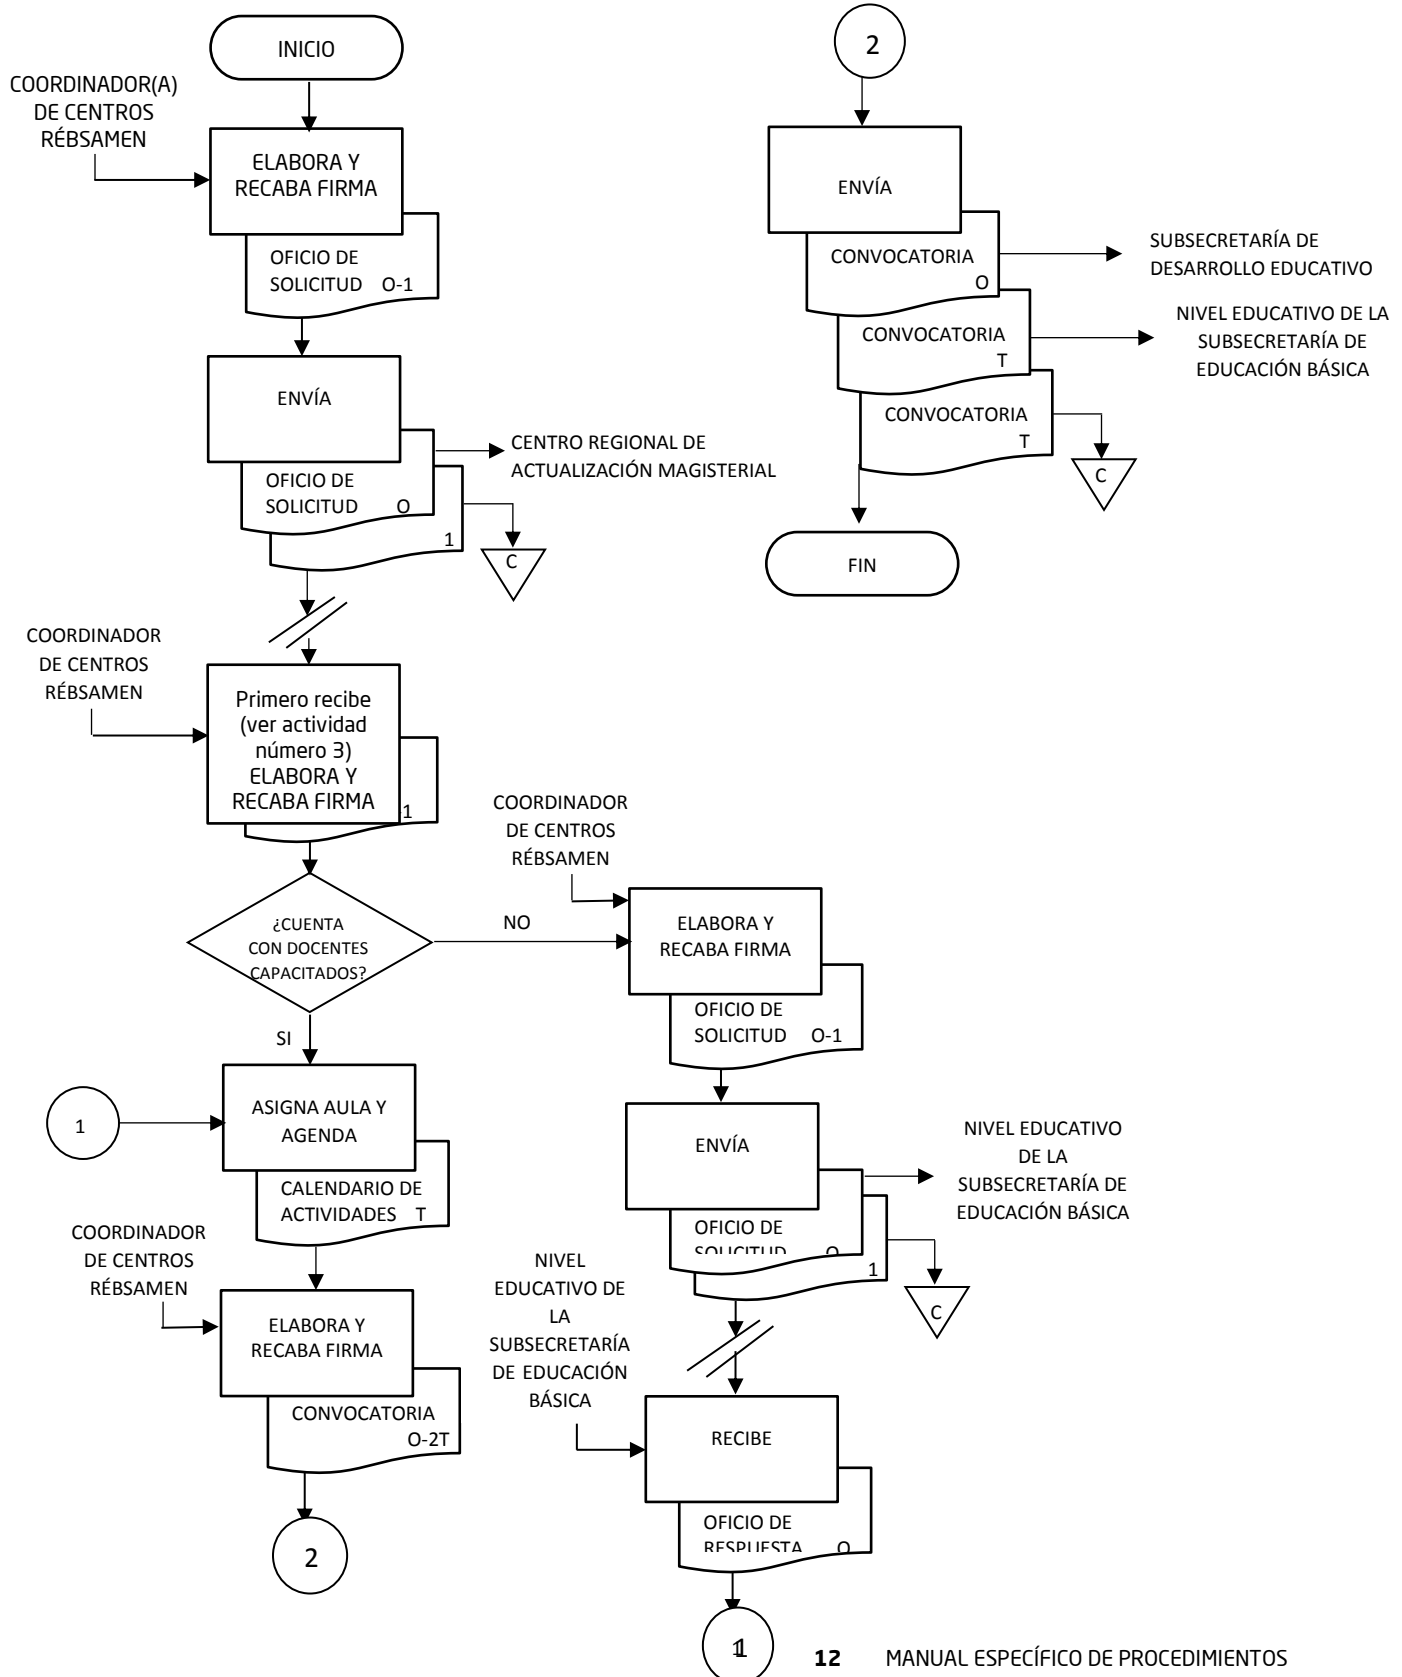 INICIO
COORDINADOR(A)
DE CENTROS
RÉBSAMEN
ELABORA Y
RECABA FIRMA
OFICIO DE
SOLICITUD O-1
ENVÍA
OFICIO DE
SOLICITUD O
1
CENTRO REGIONAL DE
ACTUALIZACIÓN MAGISTERIAL
C
COORDINADOR
DE CENTROS
RÉBSAMEN
Primero recibe
(ver actividad
número 3)
ELABORA Y
RECABA FIRMA
1
¿CUENTA
CON DOCENTES
CAPACITADOS?
NO
SI
1
ASIGNA AULA Y
AGENDA
CALENDARIO DE
ACTIVIDADES T
COORDINADOR
DE CENTROS
RÉBSAMEN
ELABORA Y
RECABA FIRMA
CONVOCATORIA
O-2T
2
COORDINADOR
DE CENTROS
RÉBSAMEN
ELABORA Y
RECABA FIRMA
OFICIO DE
SOLICITUD O-1
ENVÍA
OFICIO DE
SOLICITUD O
1
NIVEL EDUCATIVO
DE LA
SUBSECRETARÍA DE
EDUCACIÓN BÁSICA
C
NIVEL
EDUCATIVO DE
LA
SUBSECRETARÍA
DE EDUCACIÓN
BÁSICA
RECIBE
OFICIO DE
RESPUESTA O
1
2
ENVÍA
CONVOCATORIA
O
SUBSECRETARÍA DE
DESARROLLO EDUCATIVO
CONVOCATORIA
T
NIVEL EDUCATIVO DE LA
SUBSECRETARÍA DE
EDUCACIÓN BÁSICA
CONVOCATORIA
T
C
FIN
12 MANUAL ESPECÍFICO DE PROCEDIMIENTOS